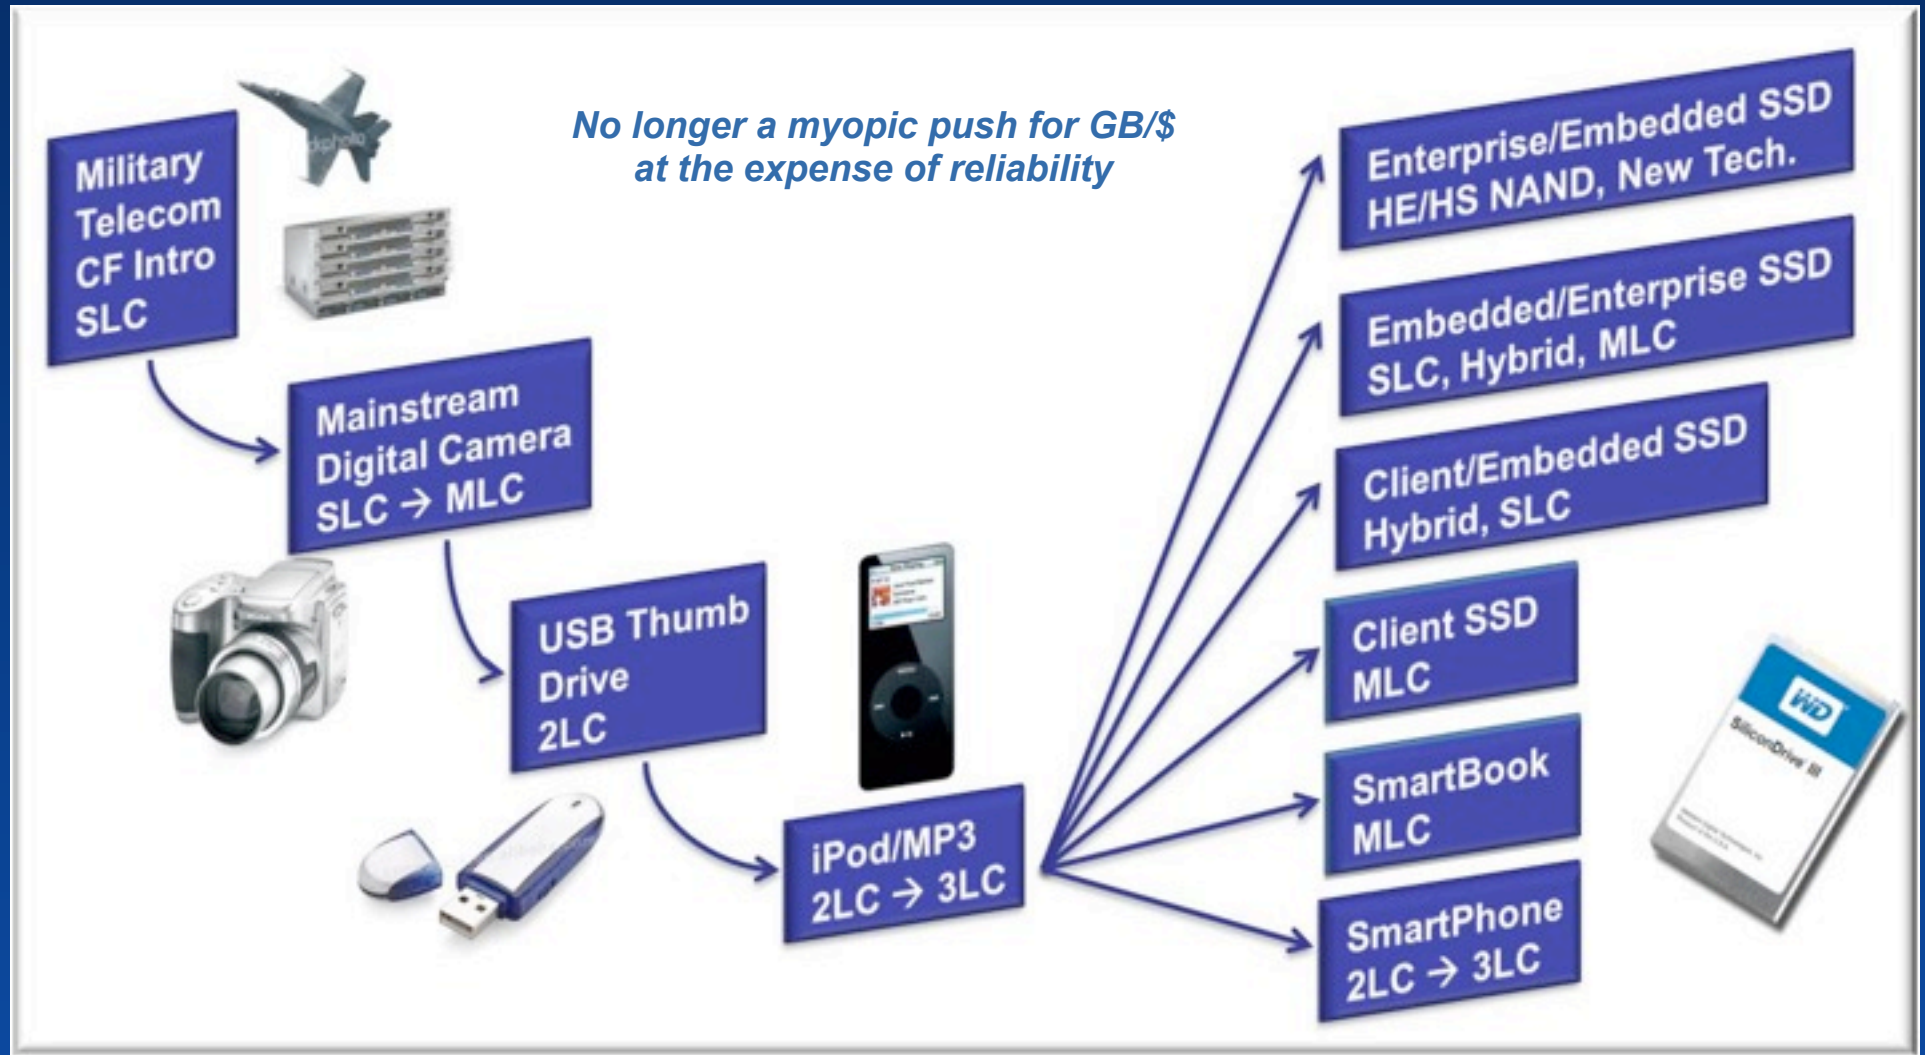 No longer a myopic push for GB/$
at the expense of reliability
Military
Telecom
CF Intro
SLC
Mainstream
Digital Camera
SLC → MLC
USB Thumb
Drive
2LC
iPod/MP3
2LC → 3LC
Enterprise/Embedded SSD
HE/HS NAND, New Tech.
Embedded/Enterprise SSD
SLC, Hybrid, MLC
Client/Embedded SSD
Hybrid, SLC
Client SSD
MLC
SmartBook
MLC
SmartPhone
2LC → 3LC
WD
SiliconDrive III